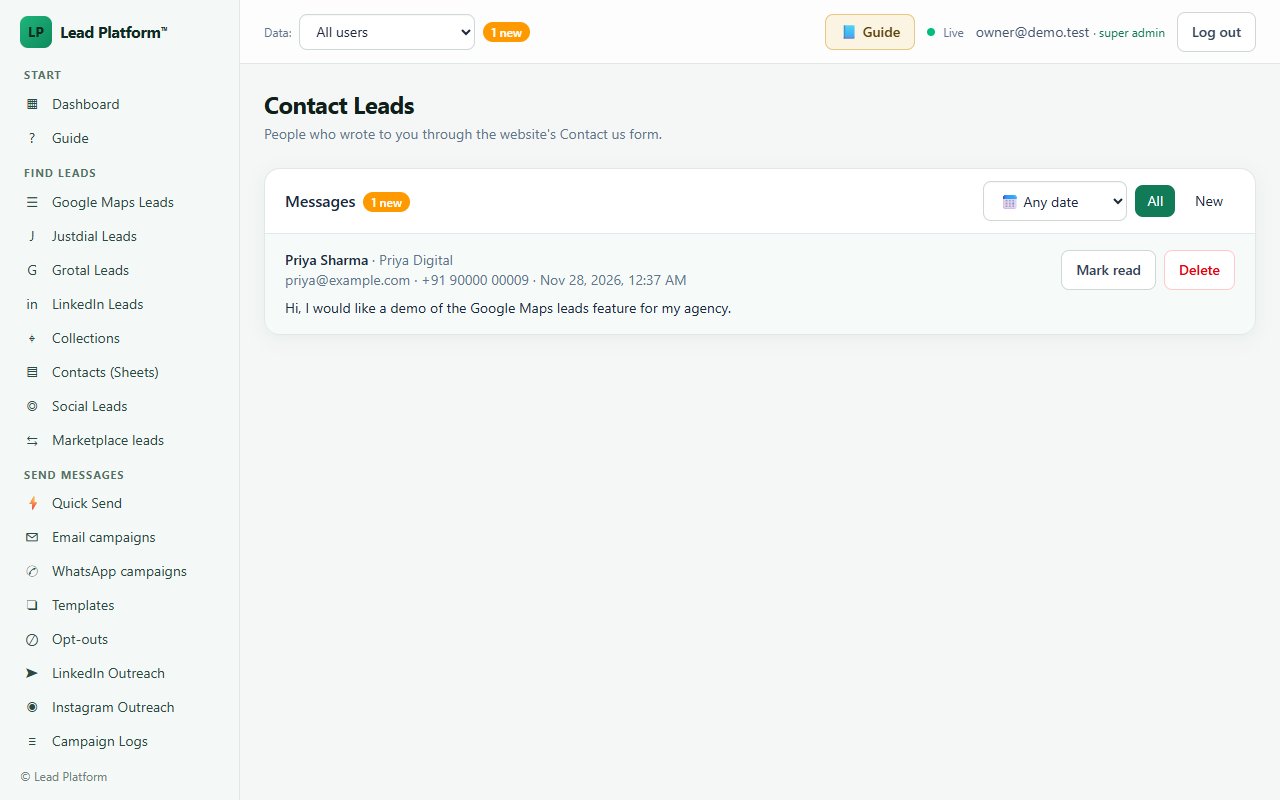 LP Lead Platform™
START
Dashboard
? Guide
FIND LEADS
Google Maps Leads
J Justdial Leads
G Grotal Leads
in LinkedIn Leads
Collections
Contacts (Sheets)
Social Leads
Marketplace leads
SEND MESSAGES
Quick Send
Email campaigns
WhatsApp campaigns
Templates
Opt-outs
LinkedIn Outreach
Instagram Outreach
Campaign Logs
© Lead Platform
Data: All users 1 new Guide Live owner@demo.test · super admin Log out
Contact Leads
People who wrote to you through the website's Contact us form.
Messages 1 new Any date All New
Priya Sharma · Priya Digital
priya@example.com · +91 90000 00009 · Nov 28, 2026, 12:37 AM
Mark read Delete
Hi, I would like a demo of the Google Maps leads feature for my agency.